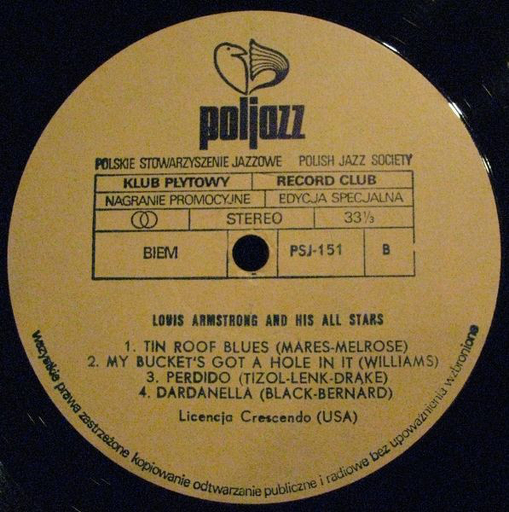 poljazz
POLSKIE STOWARZYSZENIE JAZZOWE POLISH JAZZ SOCIETY
KLUB PŁYTOWY RECORD CLUB
NAGRANIE PROMOCYJNE EDYCJA SPECJALNA
STEREO 33⅓
BIEM PSJ-151 B
LOUIS ARMSTRONG AND HIS ALL STARS
1. TIN ROOF BLUES (MARES-MELROSE)
2. MY BUCKET'S GOT A HOLE IN IT (WILLIAMS)
3. PERDIDO (TIZOL-LENK-DRAKE)
4. DARDANELLA (BLACK-BERNARD)
Licencja Crescendo (USA)
wszystkie prawa zastrzeżone kopiowanie odtwarzanie publiczne i radiowe bez upoważnienia wzbronione